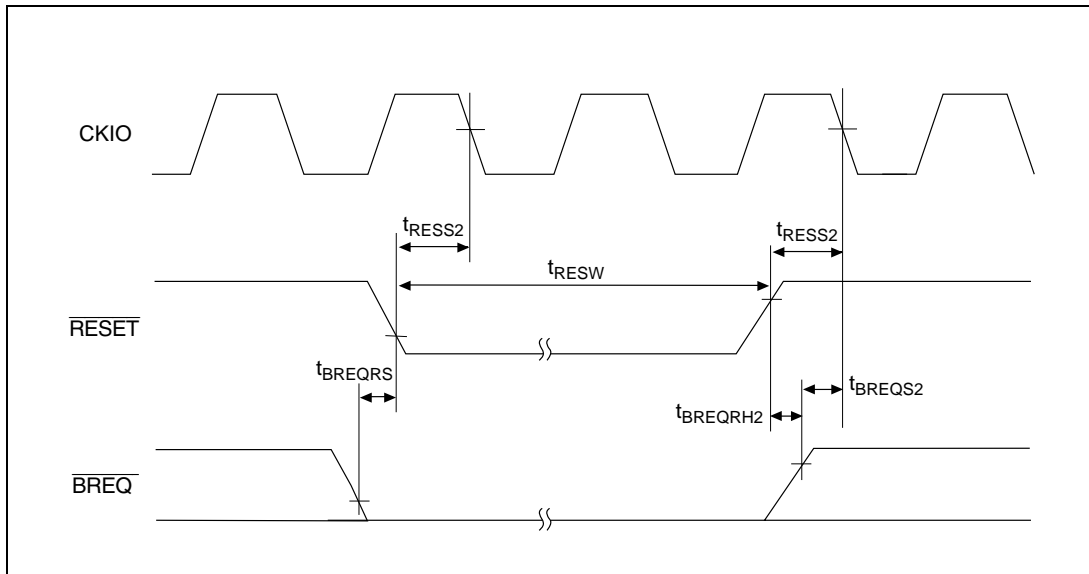 CKIO
tRESS2
tRESS2
tRESW
RESET
tBREQRS
tBREQS2
tBREQRH2
BREQ